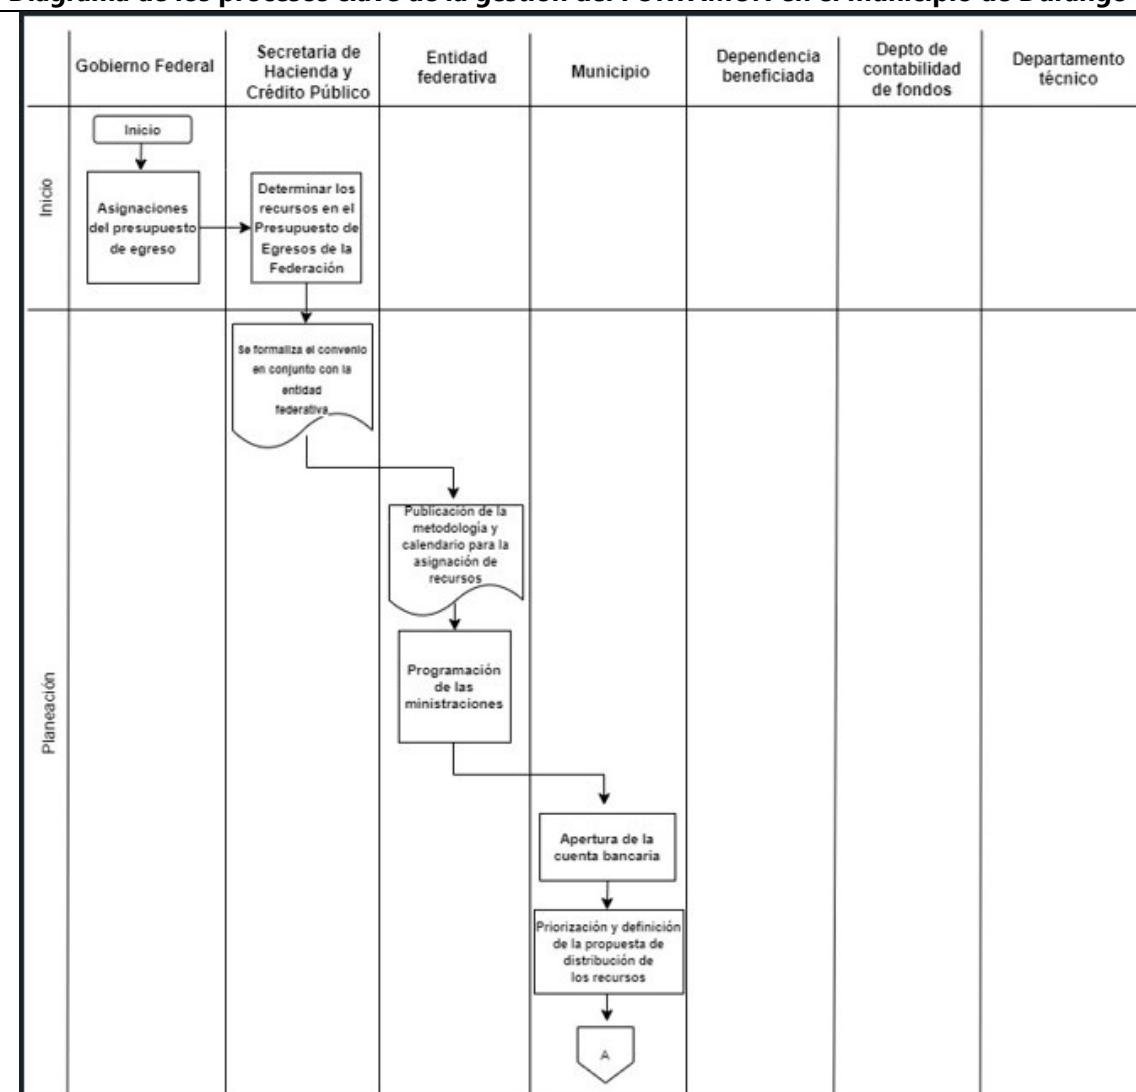 Diagrama de los procesos clave de la gestión del FORTAMUN en el municipio de Durango
Gobierno Federal
Secretaria de
Hacienda y
Crédito Público
Entidad
federativa
Municipio
Dependencia
beneficiada
Depto de
contabilidad
de fondos
Departamento
técnico
Inicio
Inicio
Asignaciones
del presupuesto
de egreso
Determinar los
recursos en el
Presupuesto de
Egresos de la
Federación
Planeación
Se formaliza el convenio
en conjunto con la
entidad
federativa
Publicación de la
metodología y
calendario para la
asignación de
recursos
Programación
de las
ministraciones
Apertura de la
cuenta bancaria
Priorización y definición
de la propuesta de
distribución de
los recursos
A